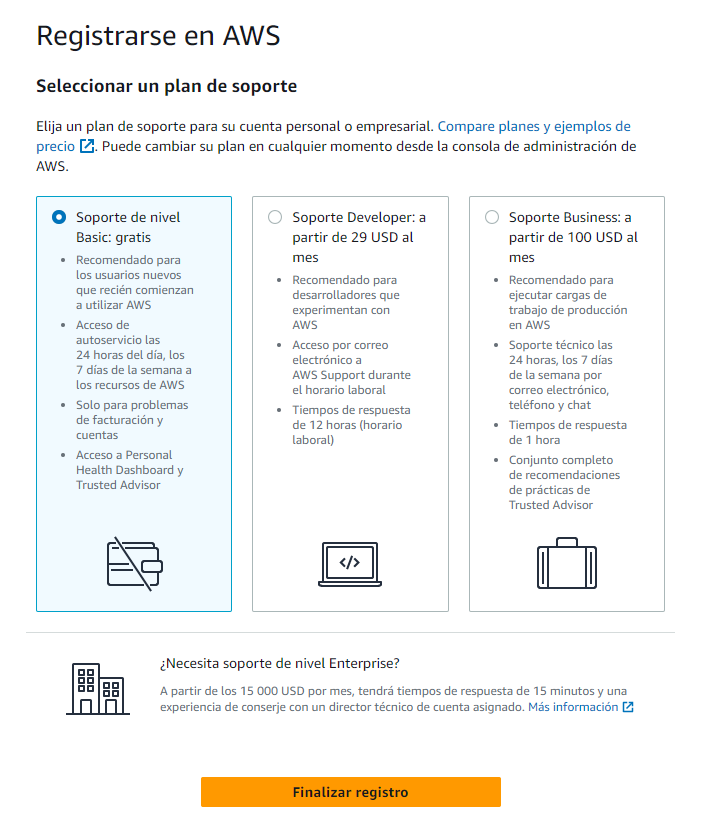 Registrarse en AWS
Seleccionar un plan de soporte
Elija un plan de soporte para su cuenta personal o empresarial. Compare planes y ejemplos de
precio. Puede cambiar su plan en cualquier momento desde la consola de administración de
AWS.
Soporte de nivel
Basic: gratis
Recomendado para
los usuarios nuevos
que recién comienzan
a utilizar AWS
Acceso de
autoservicio las
24 horas del día, los
7 días de la semana a
los recursos de AWS
Solo para problemas
de facturación y
cuentas
Acceso a Personal
Health Dashboard y
Trusted Advisor
Soporte Developer: a
partir de 29 USD al
mes
Recomendado para
desarrolladores que
experimentan con
AWS
Acceso por correo
electrónico a
AWS Support durante
el horario laboral
Tiempos de respuesta
de 12 horas (horario
laboral)
</>
Soporte Business: a
partir de 100 USD al
mes
Recomendado para
ejecutar cargas de
trabajo de producción
en AWS
Soporte técnico las
24 horas, los 7 días
de la semana por
correo electrónico,
teléfono y chat
Tiempos de respuesta
de 1 hora
Conjunto completo
de recomendaciones
de prácticas de
Trusted Advisor
¿Necesita soporte de nivel Enterprise?
A partir de los 15 000 USD por mes, tendrá tiempos de respuesta de 15 minutos y una
experiencia de conserje con un director técnico de cuenta asignado. Más información
Finalizar registro